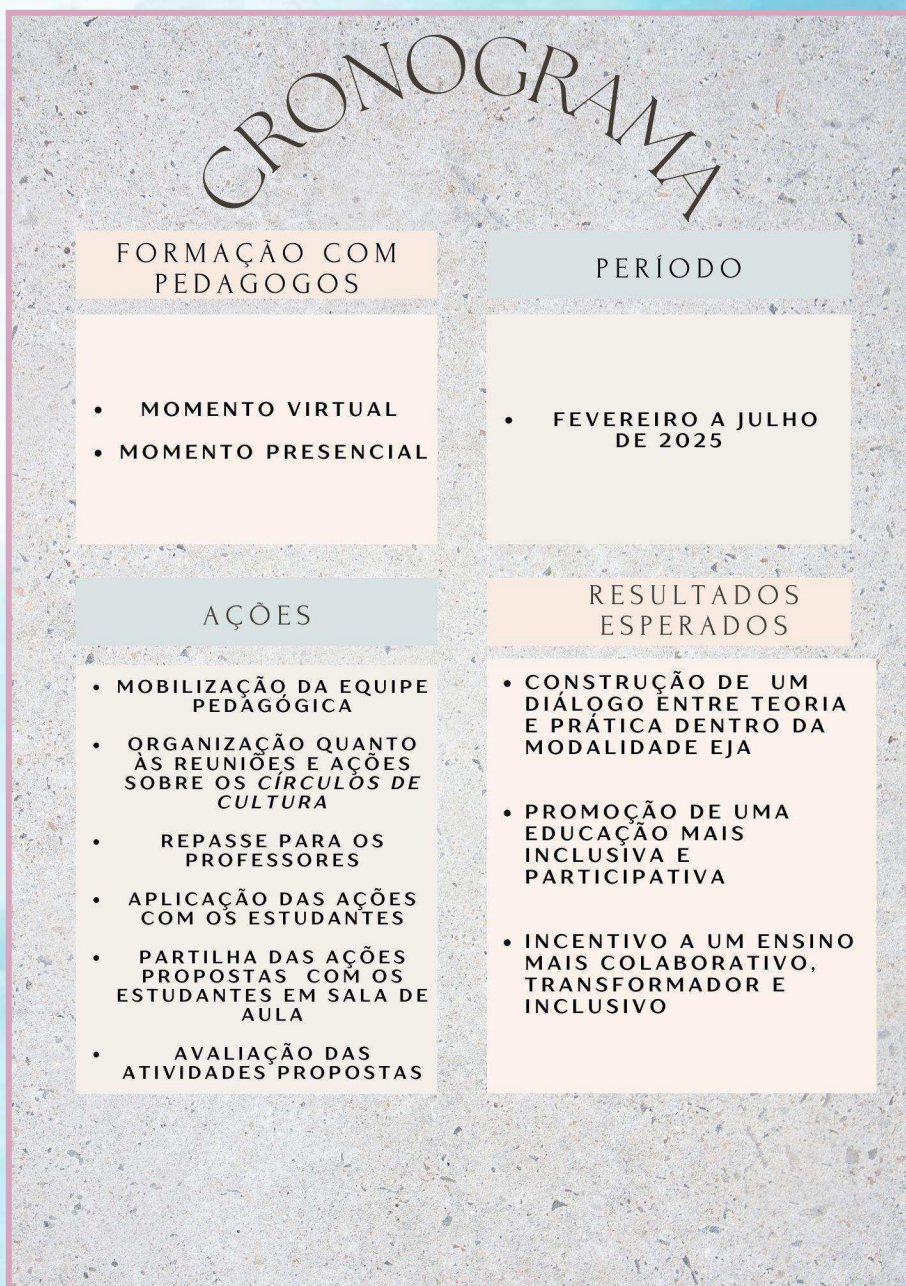 CRONOGRAMA
FORMAÇÃO COM
PEDAGOGOS
PERÍODO
• MOMENTO VIRTUAL
• MOMENTO PRESENCIAL
• FEVEREIRO A JULHO
DE 2025
AÇÕES
• MOBILIZAÇÃO DA EQUIPE
PEDAGÓGICA
• ORGANIZAÇÃO QUANTO
ÀS REUNIÕES E AÇÕES
SOBRE OS CÍRCULOS DE
CULTURA
• REPASSE PARA OS
PROFESSORES
• APLICAÇÃO DAS AÇÕES
COM OS ESTUDANTES
• PARTILHA DAS AÇÕES
PROPOSTAS COM OS
ESTUDANTES EM SALA DE
AULA
• AVALIAÇÃO DAS
ATIVIDADES PROPOSTAS
RESULTADOS
ESPERADOS
• CONSTRUÇÃO DE UM
DIÁLOGO ENTRE TEORIA
E PRÁTICA DENTRO DA
MODALIDADE EJA
• PROMOÇÃO DE UMA
EDUCAÇÃO MAIS
INCLUSIVA E
PARTICIPATIVA
• INCENTIVO A UM ENSINO
MAIS COLABORATIVO,
TRANSFORMADOR E
INCLUSIVO